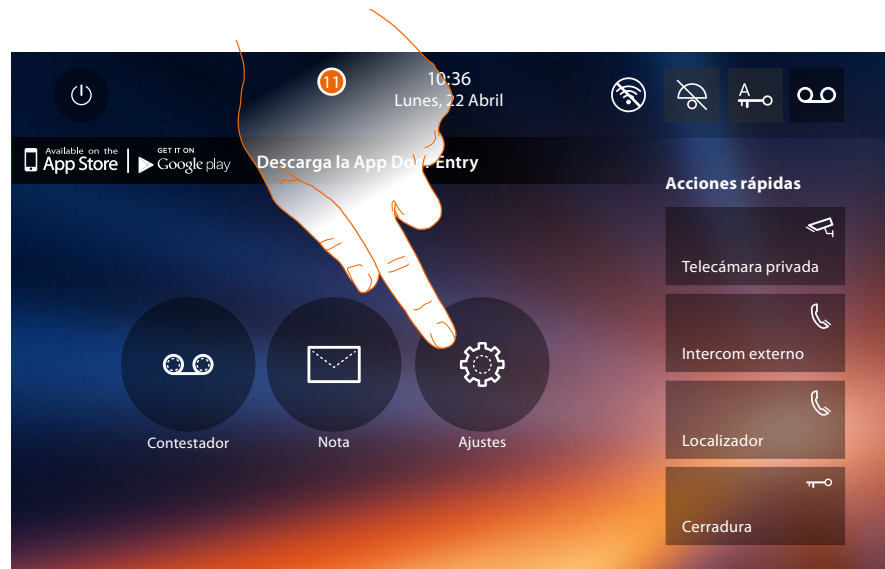 11
10:36
Lunes, 22 Abril
A
Available on the
App Store
GET IT ON
Google play
Descarga la App Door Entry
Acciones rápidas
Telecámara privada
Intercom externo
Localizador
Cerradura
Contestador
Nota
Ajustes